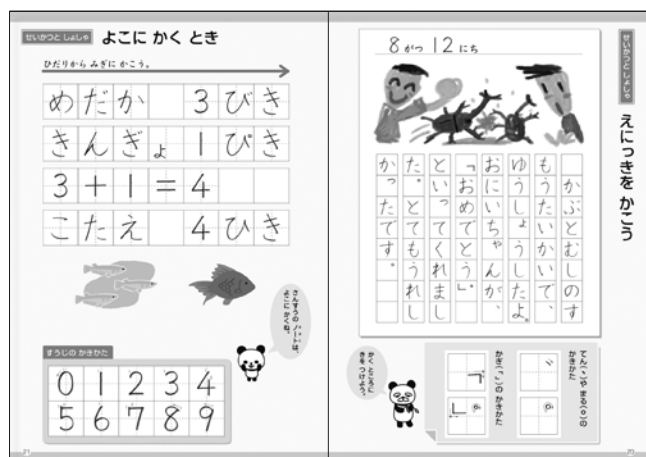 せいかつと しょしゃ
よこに かく とき
ひだりから みぎに かこう。
めだか 3びき
きんぎょ 1ぴき
3+1=4
こたえ 4ひき
さんすうの ノートは、
よこに かくね。
すうじの かきかた
0 1 2 3 4
5 6 7 8 9
せいかつと しょしゃ
えにっきを かこう
8がつ12にち
かぶとむしのす
もうたいかいで、
ゆうしょうしたよ。
おにいちゃんが、
「おめでとう」。
といってくれまし
た。とてもうれし
かったです。
てん(、)や まる(。)の
かきかた
かぎ(「」)の かきかた
かく ところに
きを つけよう。